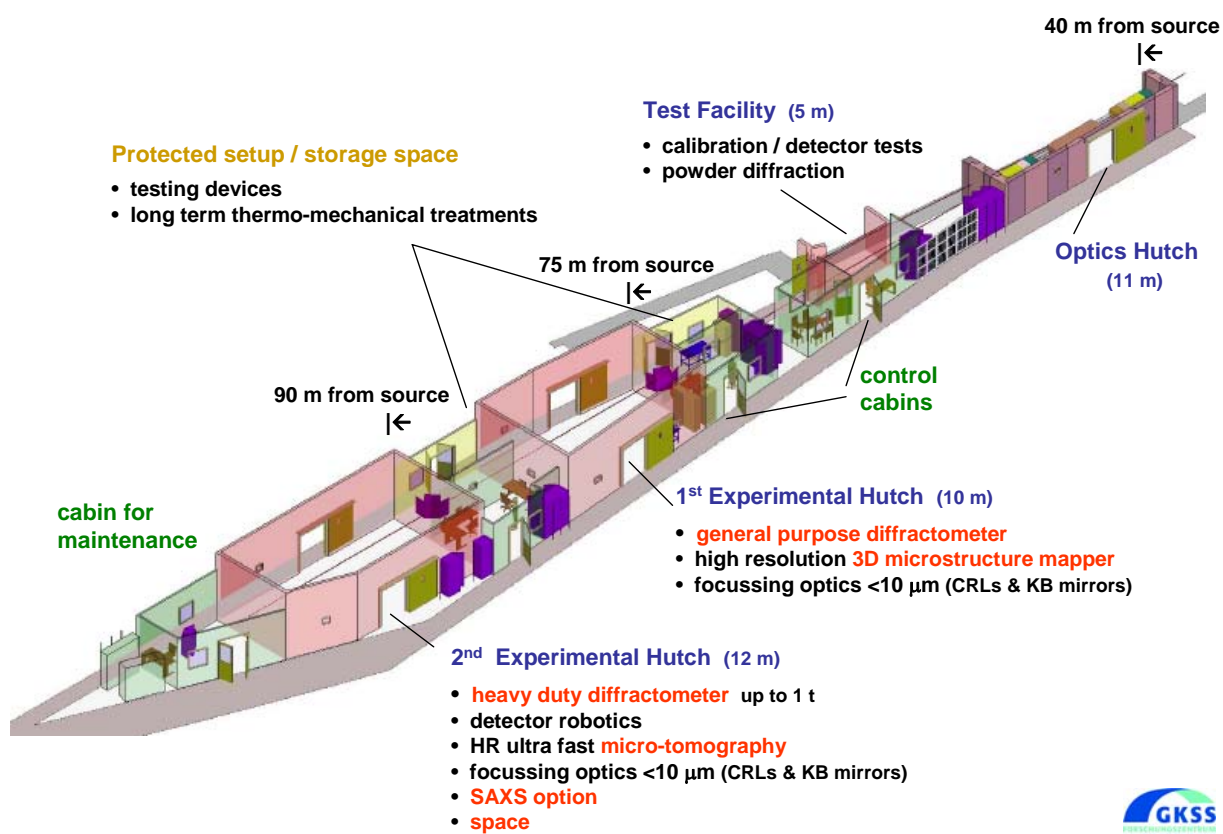 40 m from source
|←
Test Facility (5 m)
• calibration / detector tests
• powder diffraction
Protected setup / storage space
• testing devices
• long term thermo-mechanical treatments
Optics Hutch
(11 m)
75 m from source
|←
control
cabins
90 m from source
|←
1st Experimental Hutch (10 m)
• general purpose diffractometer
• high resolution 3D microstructure mapper
• focussing optics <10 μm (CRLs & KB mirrors)
cabin for
maintenance
2nd Experimental Hutch (12 m)
• heavy duty diffractometer up to 1 t
• detector robotics
• HR ultra fast micro-tomography
• focussing optics <10 μm (CRLs & KB mirrors)
• SAXS option
• space
GKSS
FORSCHUNGSZENTRUM